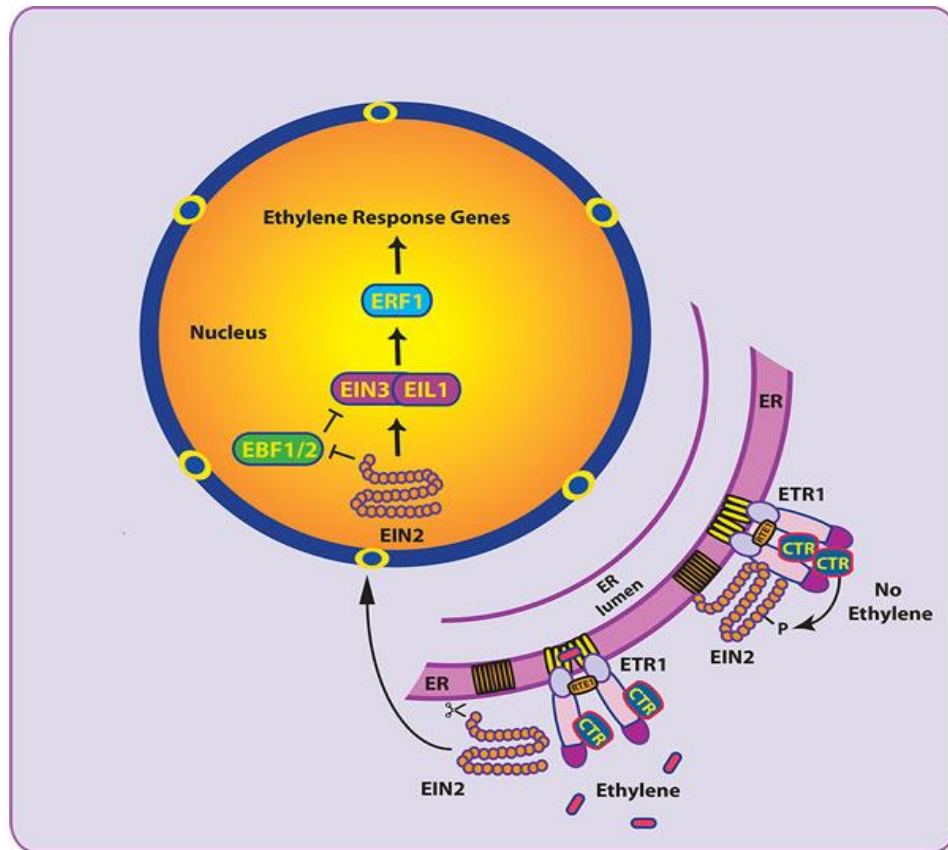 Ethylene Response Genes
ERF1
Nucleus
EIN3 EIL1
EBF1/2
EIN2
ER
ETR1
RTE1
CTR
CTR
No
Ethylene
P
EIN2
ER
lumen
ER
ETR1
RTE1
CTR
CTR
EIN2
Ethylene